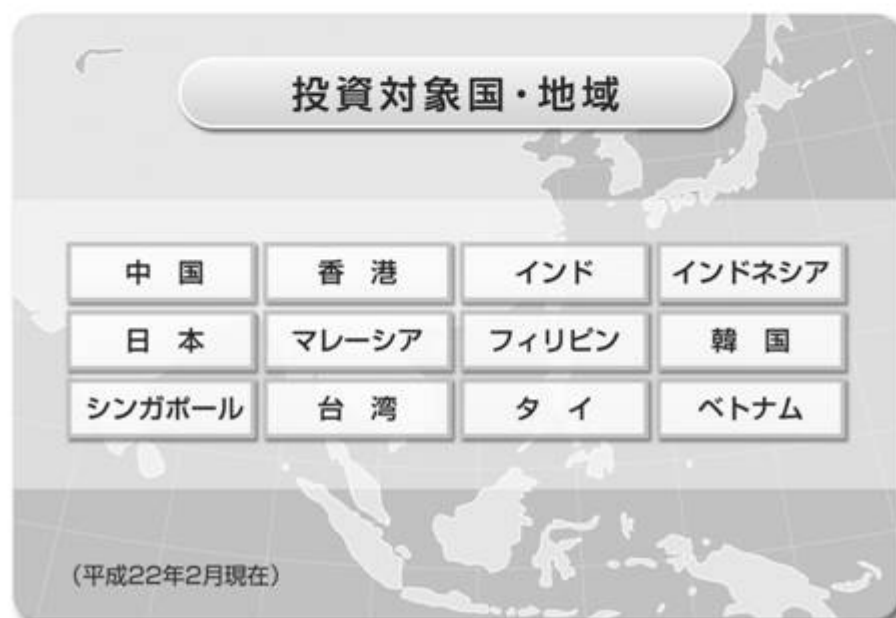 投資対象国・地域
中国 香港 インド インドネシア
日本 マレーシア フィリピン 韓国
シンガポール 台湾 タイ ベトナム
（平成22年2月現在）